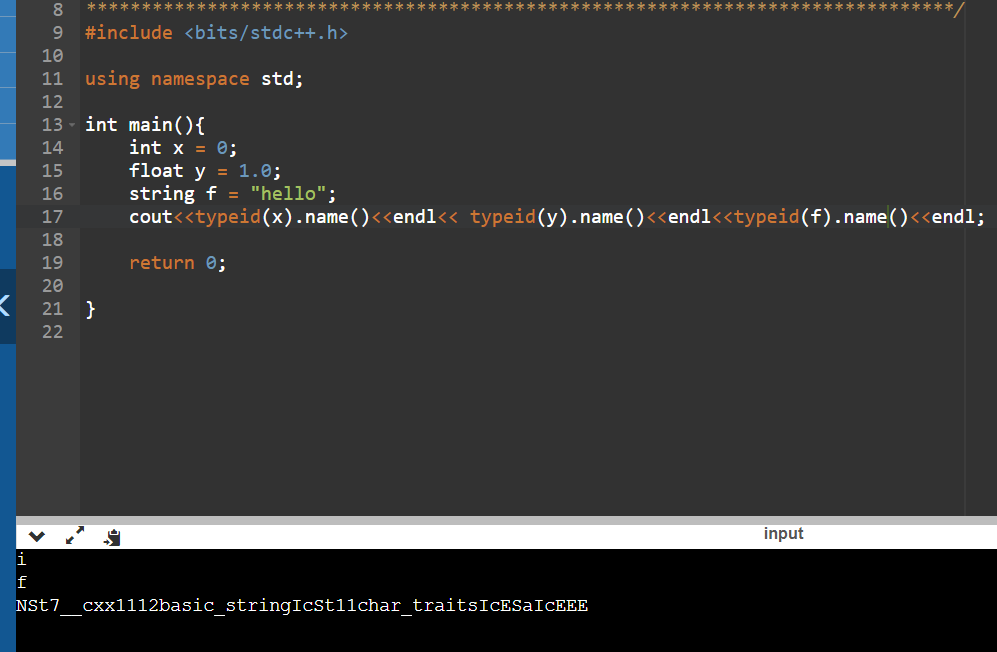 8 *******************************************************************************/
9 #include <bits/stdc++.h>
10
11 using namespace std;
12
13 int main(){
14     int x = 0;
15     float y = 1.0;
16     string f = "hello";
17     cout<<typeid(x).name()<<endl<< typeid(y).name()<<endl<<typeid(f).name()<<endl;
18
19     return 0;
20
21 }
22
input
i
f
NSt7__cxx1112basic_stringIcSt11char_traitsIcESaIcEEE